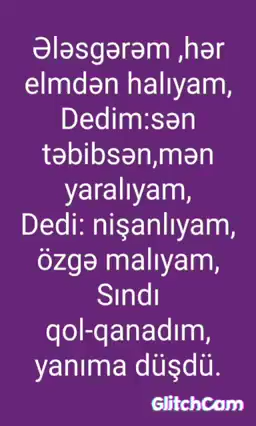 Ələsgərəm ,hər
elmdən halıyam,
Dedim:sən
təbibsən,mən
yaralıyam,
Dedi: nişanlıyam,
özgə malıyam,
Sındı
qol-qanadım,
yanıma düşdü.
GlitchCam